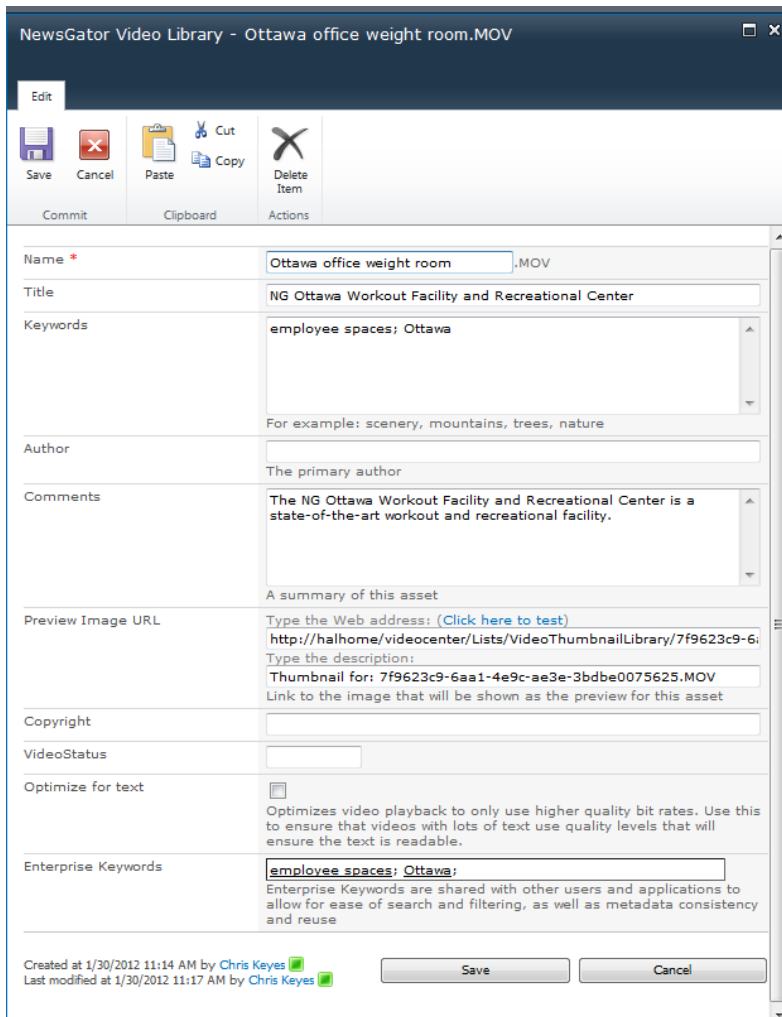 NewsGator Video Library - Ottawa office weight room.MOV
Edit
Save
Cancel
Paste
Cut
Copy
Delete
Item
Commit
Clipboard
Actions
Name *
Ottawa office weight room .MOV
Title
NG Ottawa Workout Facility and Recreational Center
Keywords
employee spaces; Ottawa
For example: scenery, mountains, trees, nature
Author
The primary author
Comments
The NG Ottawa Workout Facility and Recreational Center is a
state-of-the-art workout and recreational facility.
A summary of this asset
Preview Image URL
Type the Web address: (Click here to test)
http://halhome/videocenter/Lists/VideoThumbnailLibrary/7f9623c9-6a
Type the description:
Thumbnail for: 7f9623c9-6aa1-4e9c-ae3e-3bdbe0075625.MOV
Link to the image that will be shown as the preview for this asset
Copyright
VideoStatus
Optimize for text
Optimizes video playback to only use higher quality bit rates. Use this
to ensure that videos with lots of text use quality levels that will
ensure the text is readable.
Enterprise Keywords
employee spaces; Ottawa;
Enterprise Keywords are shared with other users and applications to
allow for ease of search and filtering, as well as metadata consistency
and reuse
Created at 1/30/2012 11:14 AM by Chris Keyes
Last modified at 1/30/2012 11:17 AM by Chris Keyes
Save
Cancel